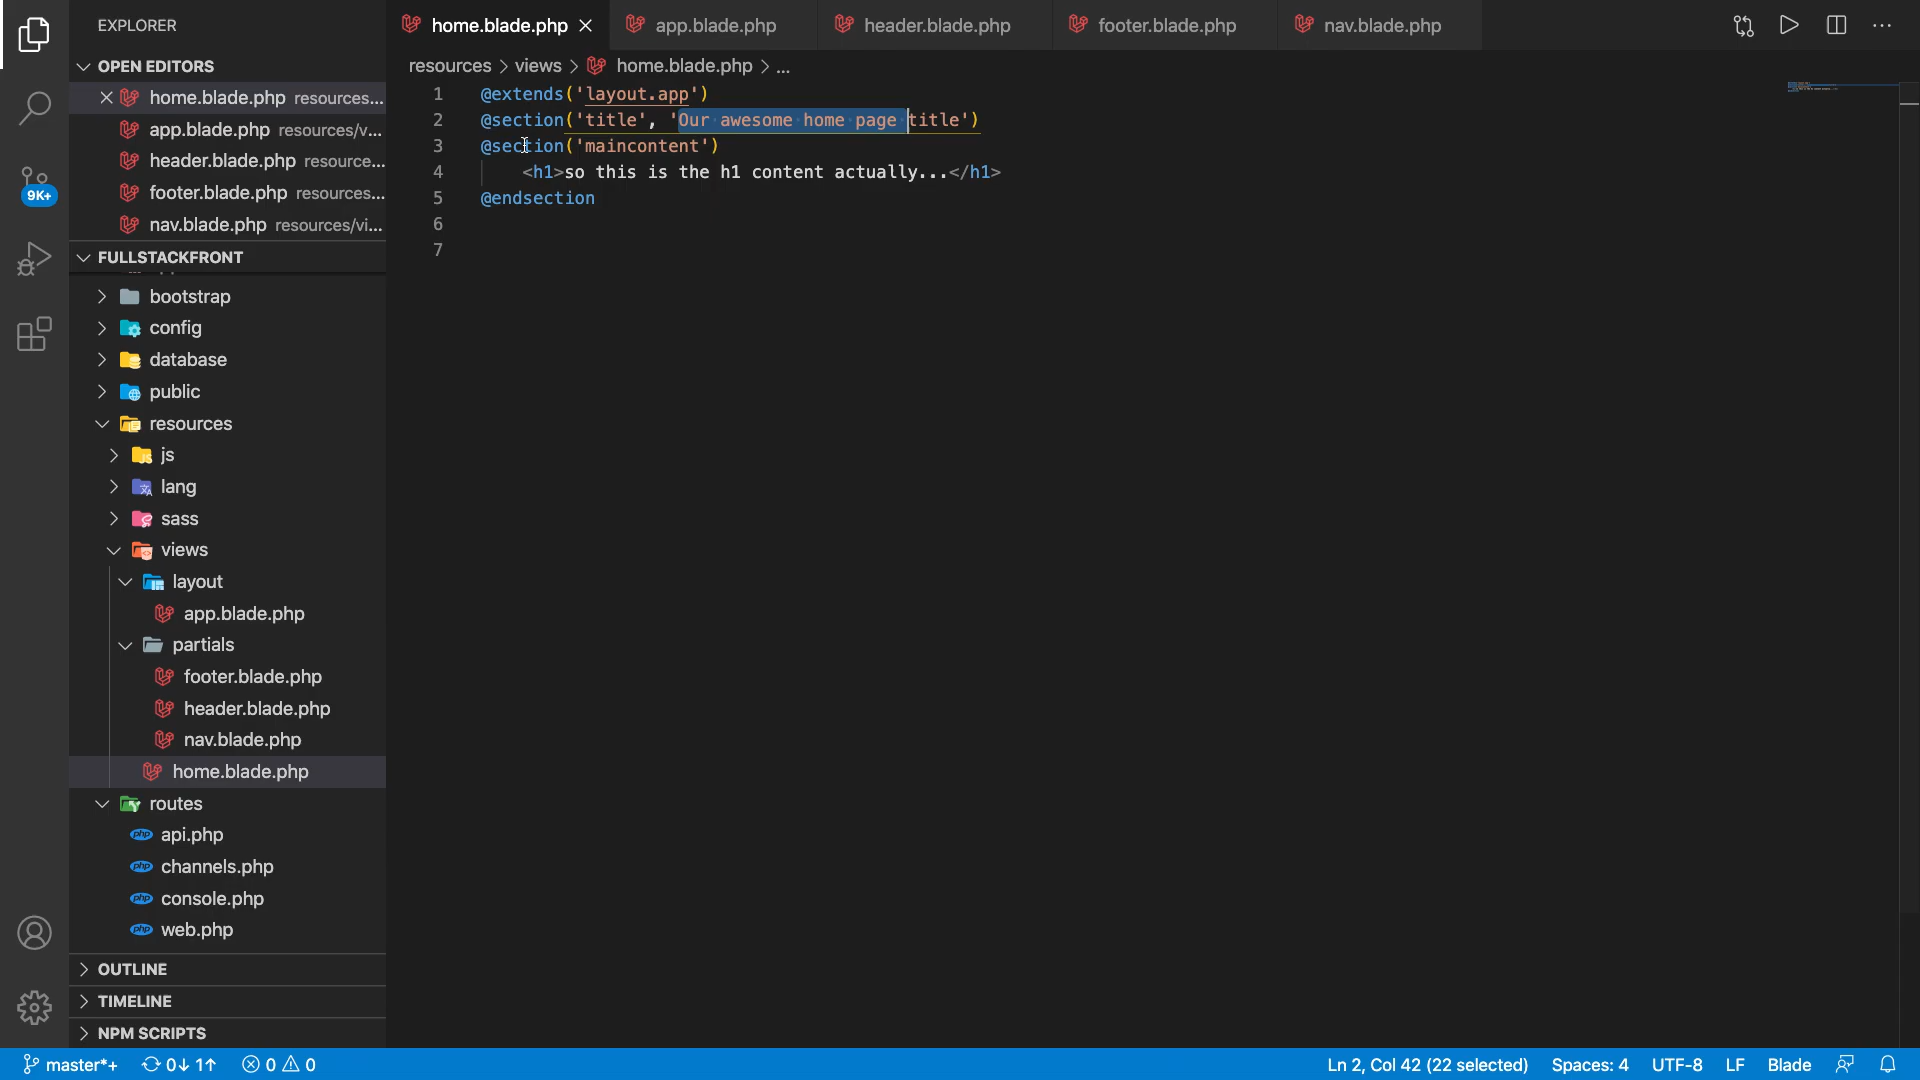 EXPLORER
OPEN EDITORS
home.blade.php resources...
app.blade.php resources/v...
header.blade.php resource...
footer.blade.php resources...
nav.blade.php resources/vi...
FULLSTACKFRONT
bootstrap
config
database
public
resources
js
lang
sass
views
layout
app.blade.php
partials
footer.blade.php
header.blade.php
nav.blade.php
home.blade.php
routes
api.php
channels.php
console.php
web.php
OUTLINE
TIMELINE
NPM SCRIPTS
9K+
home.blade.php app.blade.php header.blade.php footer.blade.php nav.blade.php
resources > views > home.blade.php > ...
1 @extends('layout.app')
2 @section('title', 'Our awesome home page title')
3 @section('maincontent')
4 <h1>so this is the h1 content actually...</h1>
5 @endsection
6
7
master*+ 0↓ 1↑ 0 0 Ln 2, Col 42 (22 selected) Spaces: 4 UTF-8 LF Blade